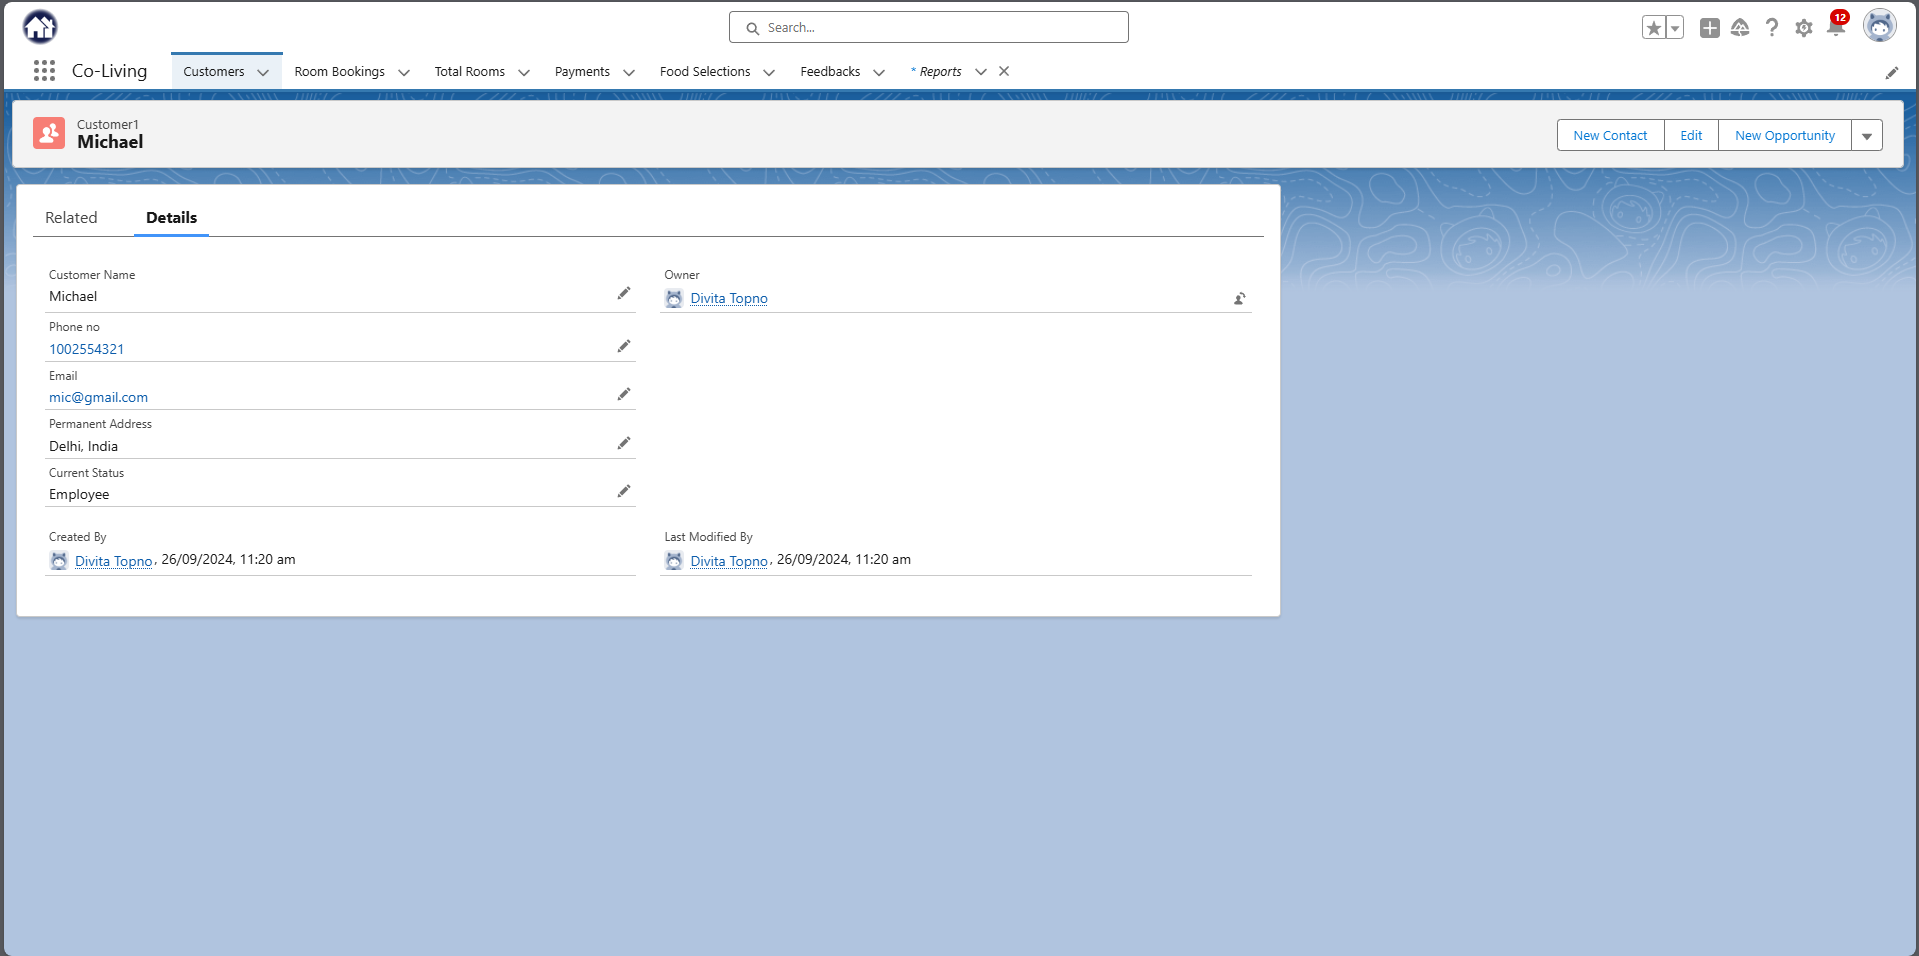 Search...
12
Co-Living
Customers
Room Bookings
Total Rooms
Payments
Food Selections
Feedbacks
* Reports
Customer1
Michael
New Contact
Edit
New Opportunity
Related
Details
Customer Name
Michael
Owner
Divita Topno
Phone no
1002554321
Email
mic@gmail.com
Permanent Address
Delhi, India
Current Status
Employee
Created By
Divita Topno, 26/09/2024, 11:20 am
Last Modified By
Divita Topno, 26/09/2024, 11:20 am